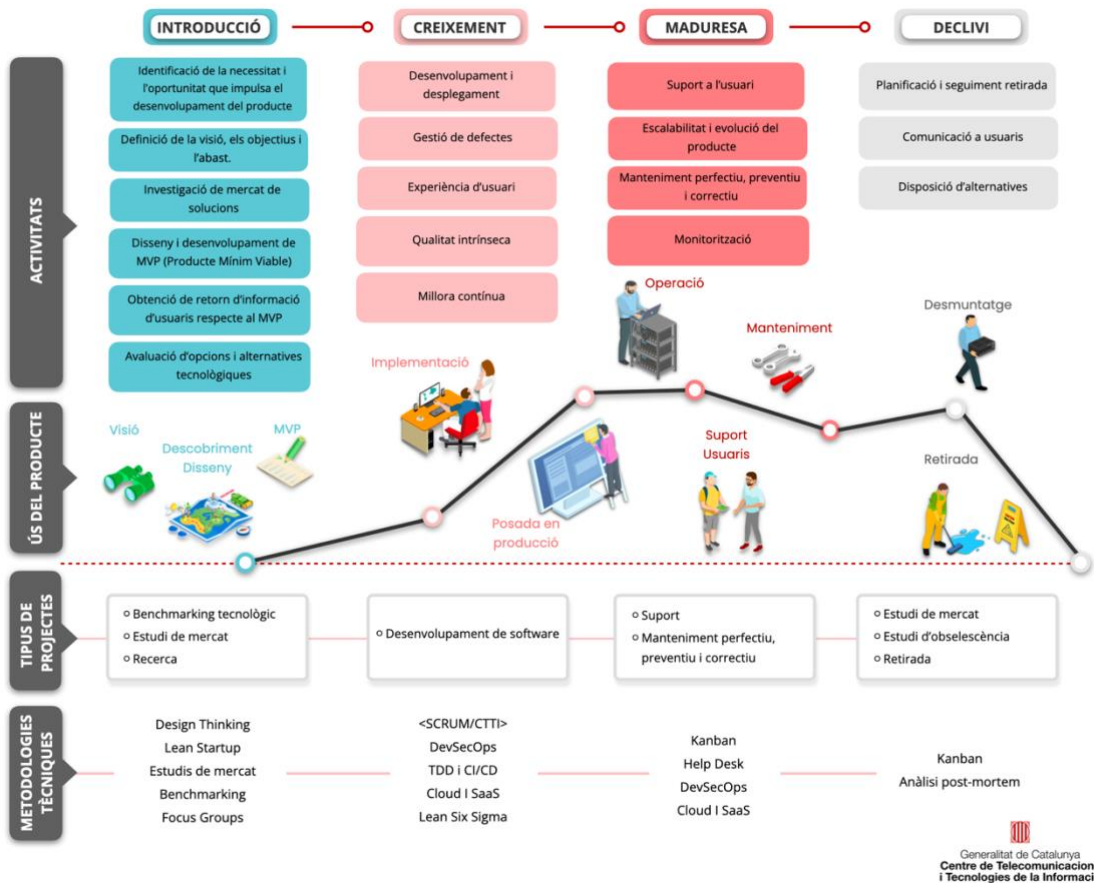 INTRODUCCIÓ
CREIXEMENT
MADURESA
DECLIVI
ACTIVITATS
Identificació de la necessitat i
l'oportunitat que impulsa el
desenvolupament del producte
Definició de la visió, els objectius i
l'abast.
Investigació de mercat de
solucions
Disseny i desenvolupament de
MVP (Producte Mínim Viable)
Obtenció de retorn d'informació
d'usuaris respecte al MVP
Avaluació d'opcions i alternatives
tecnològiques
Desenvolupament i
desplegament
Gestió de defectes
Experiència d'usuari
Qualitat intrínseca
Millora contínua
Suport a l'usuari
Escalabilitat i evolució del
producte
Manteniment perfectiu, preventiu
i correctiu
Monitorització
Planificació i seguiment retirada
Comunicació a usuaris
Disposició d'alternatives
ÚS DEL PRODUCTE
Visió
Descobriment
Disseny
MVP
Implementació
Posada en
producció
Operació
Manteniment
Suport
Usuaris
Desmuntatge
Retirada
TIPUS DE
PROJECTES
Benchmarking tecnològic
Estudi de mercat
Recerca
Desenvolupament de software
Suport
Manteniment perfectiu,
preventiu i correctiu
Estudi de mercat
Estudi d'obselescència
Retirada
METODOLOGIES
TÈCNIQUES
Design Thinking
Lean Startup
Estudis de mercat
Benchmarking
Focus Groups
<SCRUM/CTTI>
DevSecOps
TDD i CI/CD
Cloud I SaaS
Lean Six Sigma
Kanban
Help Desk
DevSecOps
Cloud I SaaS
Kanban
Anàlisi post-mortem
Generalitat de Catalunya
Centre de Telecomunicacion
i Tecnologies de la Informaci